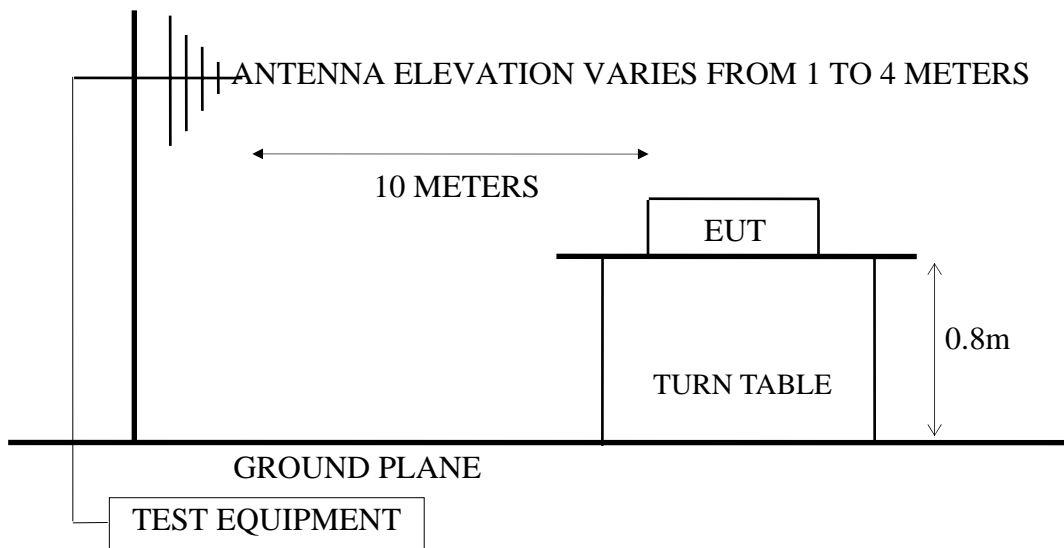 ANTENNA ELEVATION VARIES FROM 1 TO 4 METERS
10 METERS
EUT
0.8m
TURN TABLE
GROUND PLANE
TEST EQUIPMENT